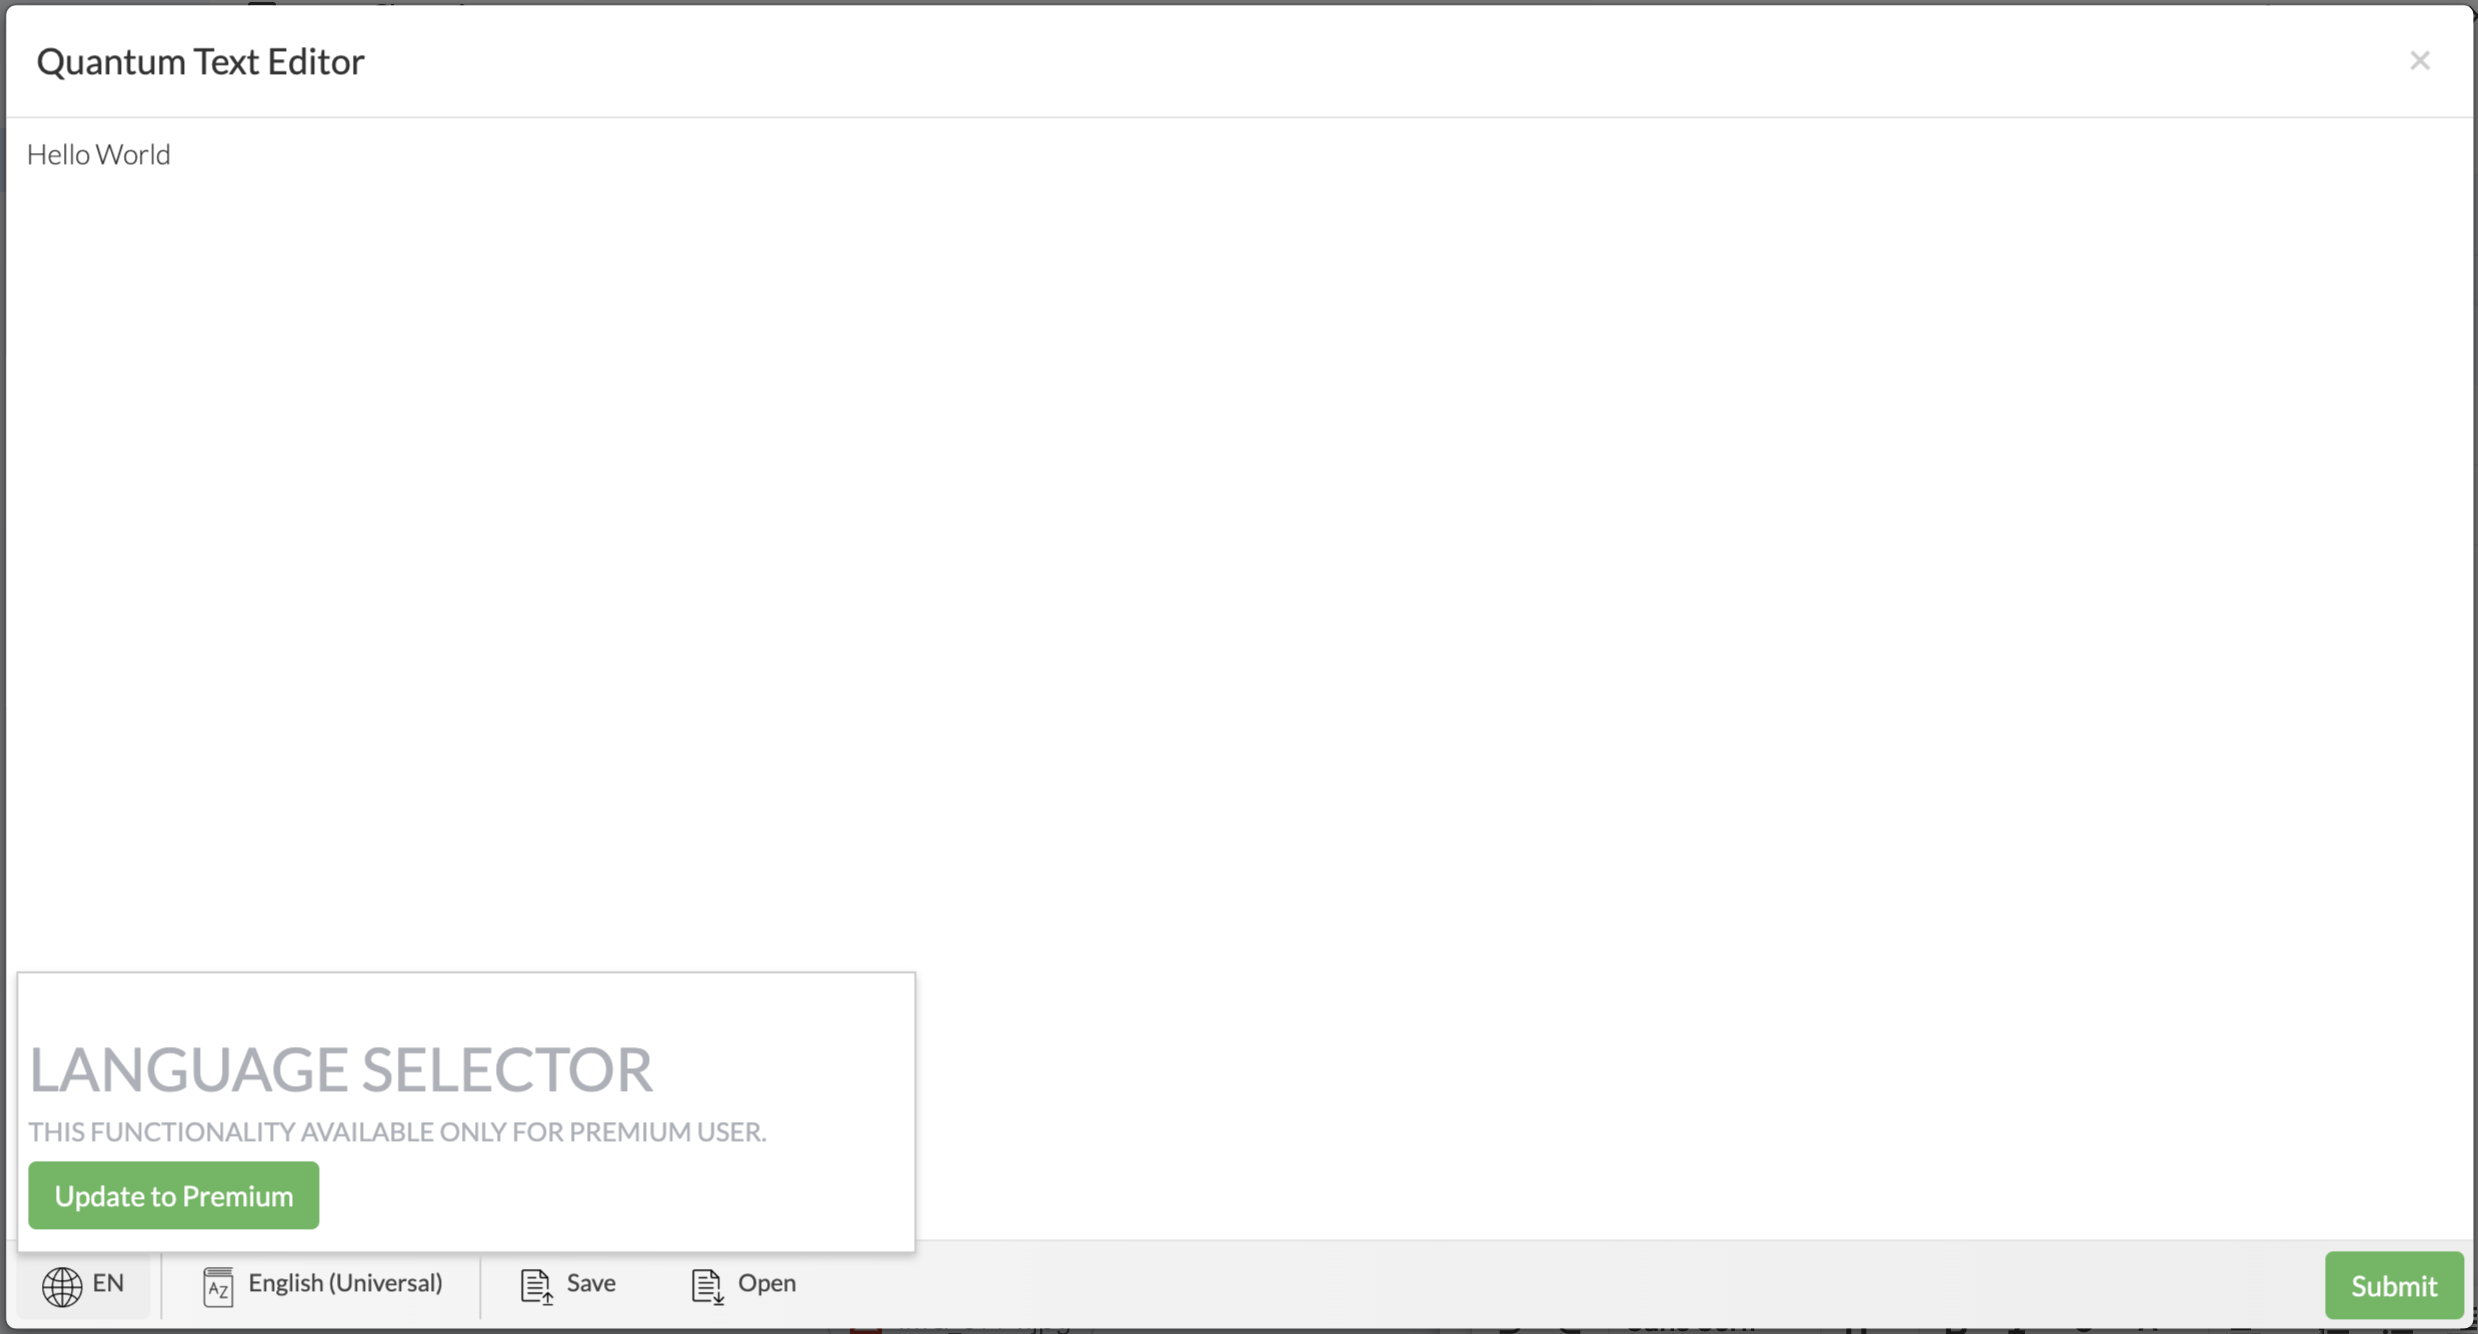 Quantum Text Editor
Hello World
LANGUAGE SELECTOR
THIS FUNCTIONALITY AVAILABLE ONLY FOR PREMIUM USER.
Update to Premium
EN
AZ
English (Universal)
Save
Open
Submit